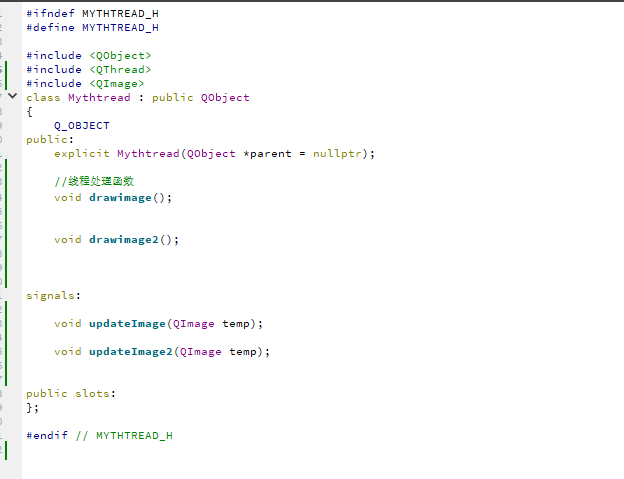 #ifndef MYTHTREAD_H
#define MYTHTREAD_H
#include <QObject>
#include <QThread>
#include <QImage>
class Mythtread : public QObject
{
Q_OBJECT
public:
explicit Mythtread(QObject *parent = nullptr);
//线程处理函数
void drawimage();
void drawimage2();
signals:
void updateImage(QImage temp);
void updateImage2(QImage temp);
public slots:
};
#endif // MYTHTREAD_H